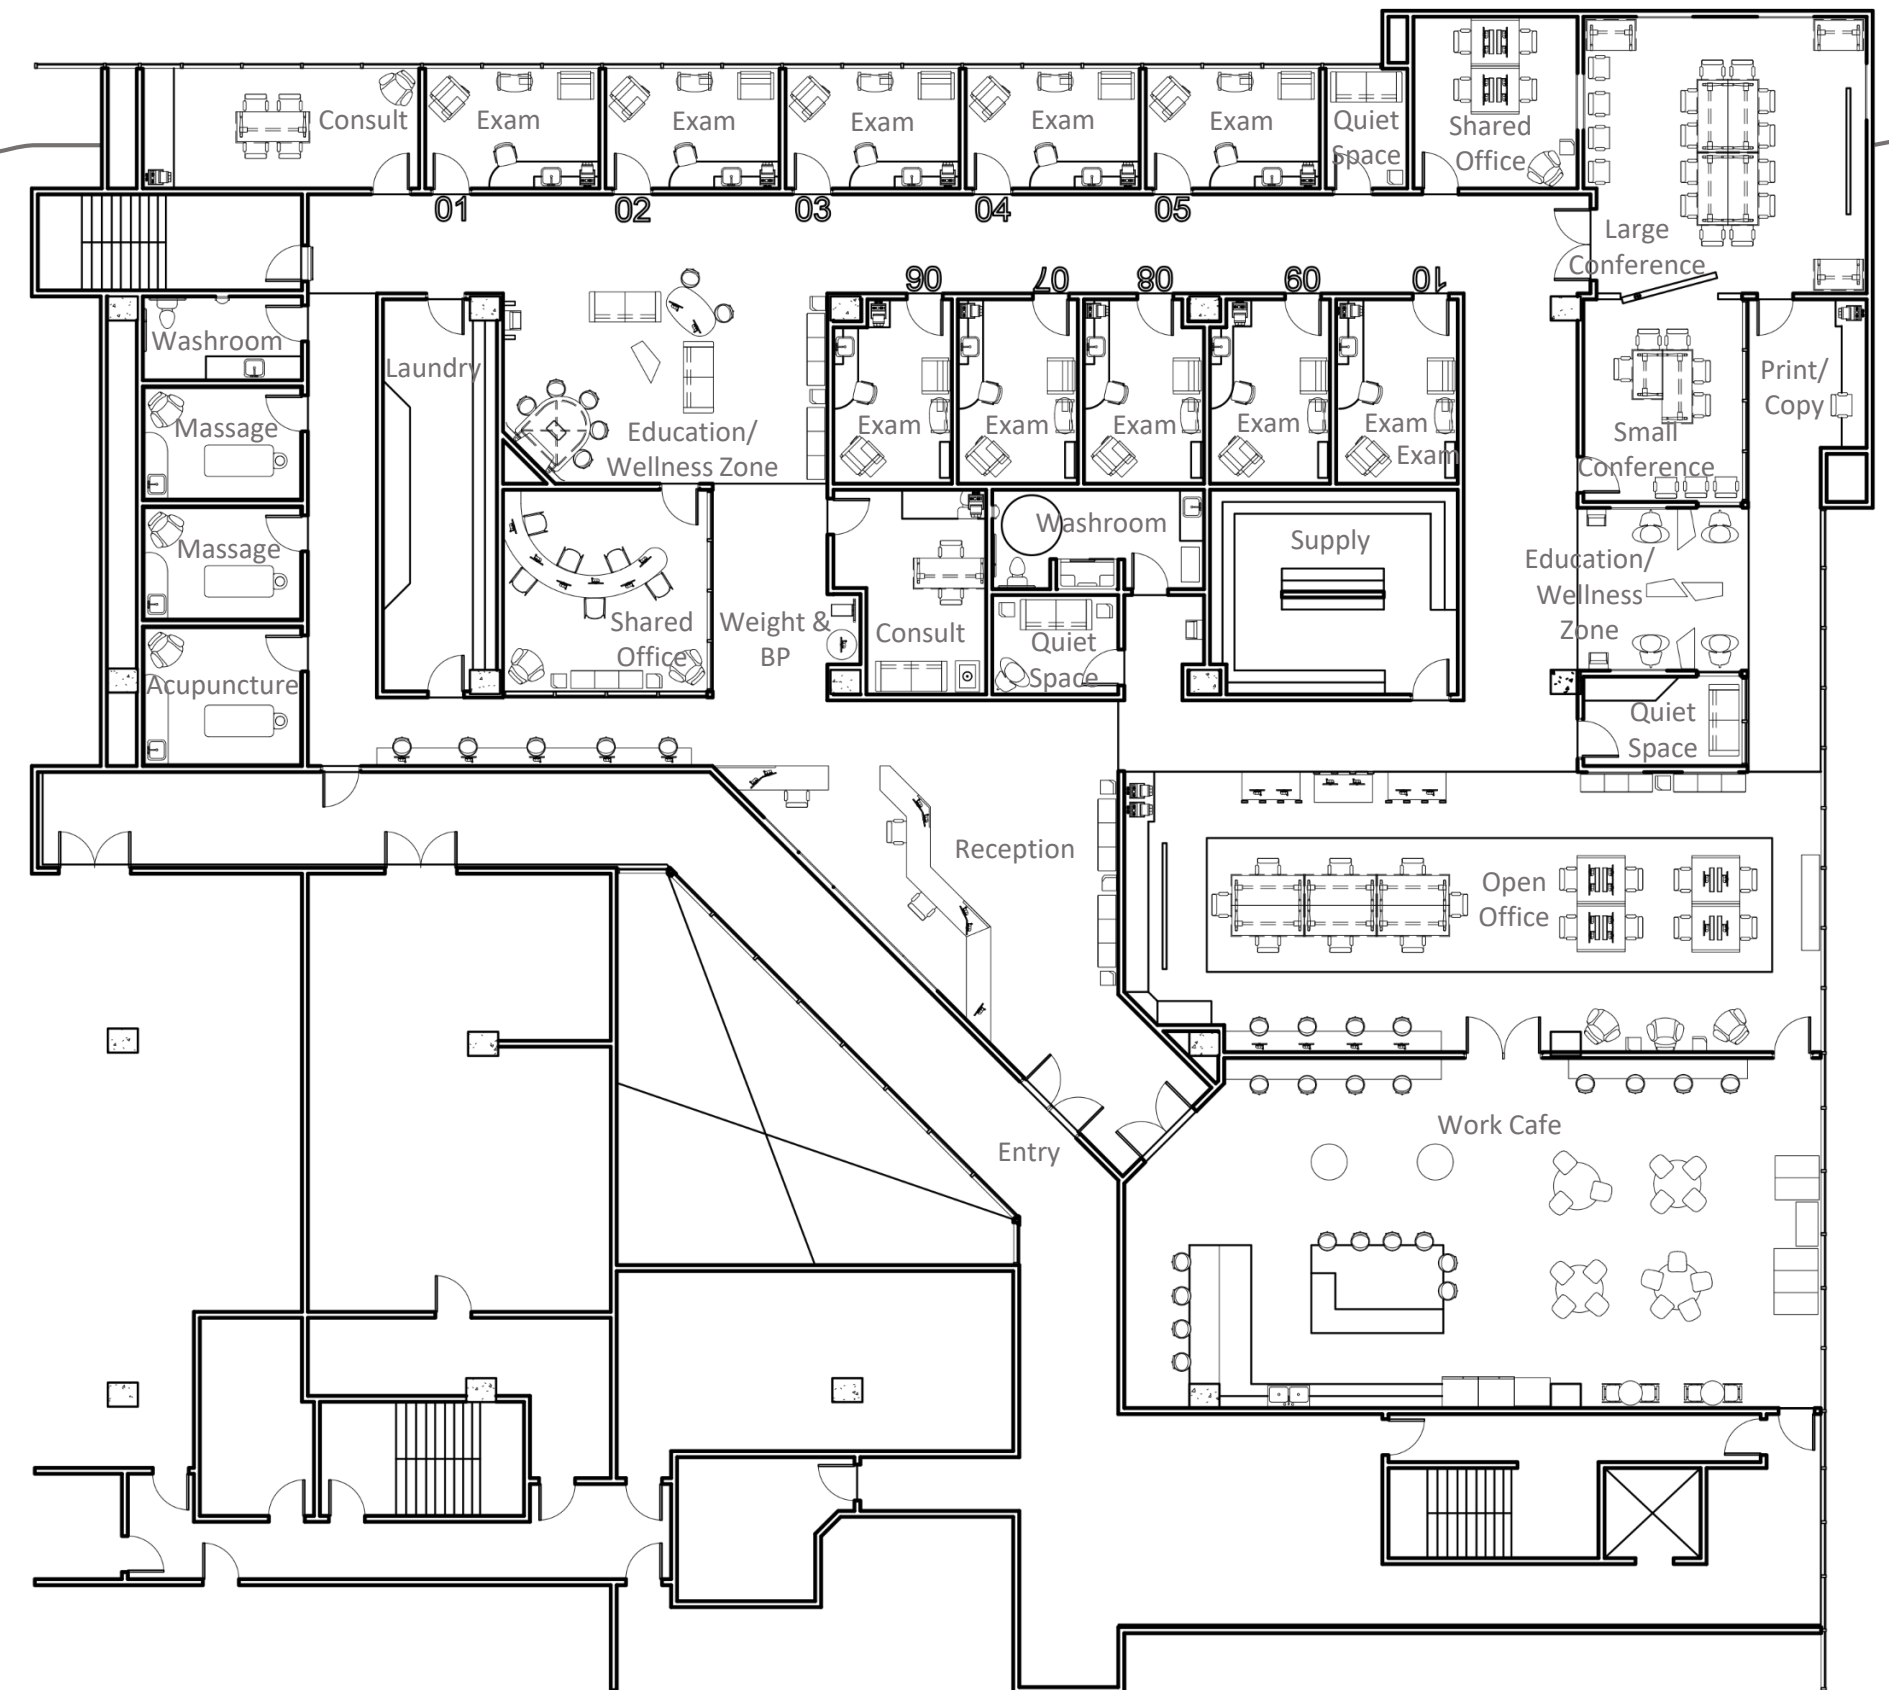 Consult
Exam
Exam
Exam
Exam
Exam
Quiet
Space
Shared
Office
01
02
03
04
05
Large
Conference
06
07
08
09
10
Washroom
Laundry
Massage
Education/
Wellness Zone
Exam
Exam
Exam
Exam
Exam
Exam
Small
Conference
Print/
Copy
Massage
Washroom
Supply
Education/
Wellness
Zone
Shared
Office
Weight &
BP
Consult
Quiet
Space
Acupuncture
Quiet
Space
Reception
Open
Office
Entry
Work Cafe